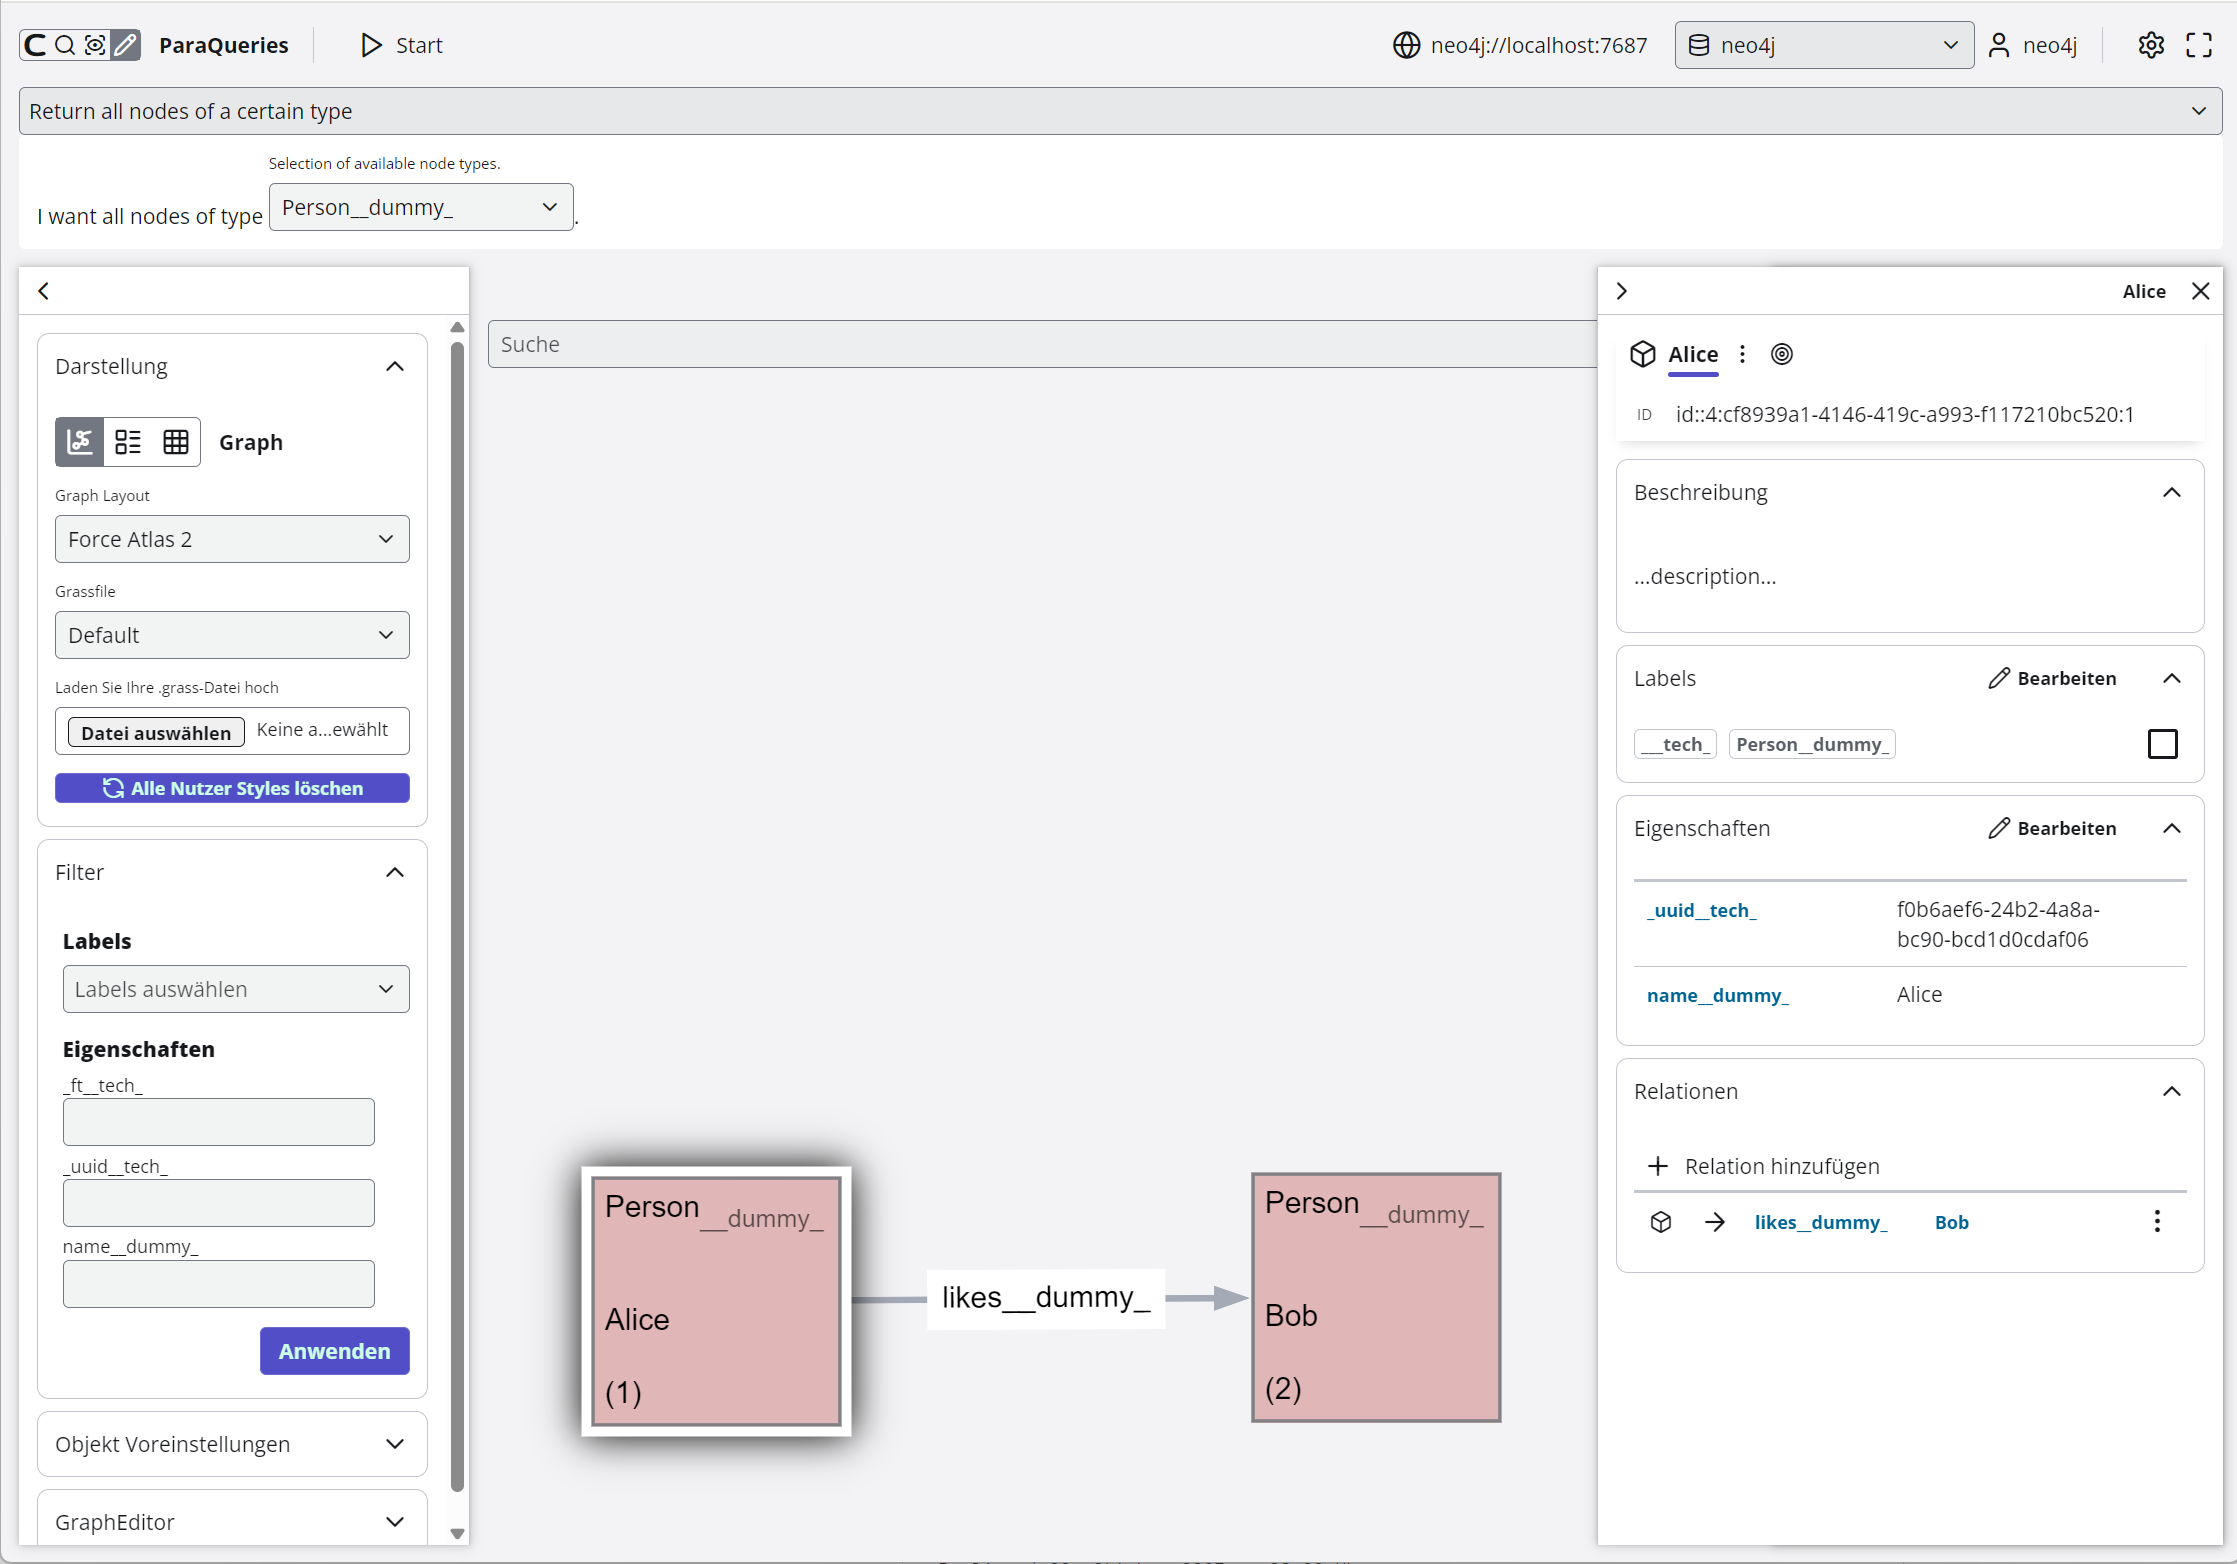 ParaQueries
Start
neo4j://localhost:7687
neo4j
neo4j
Return all nodes of a certain type
Selection of available node types.
I want all nodes of type Person__dummy_ .
Darstellung
Graph
Graph Layout
Force Atlas 2
Grassfile
Default
Laden Sie Ihre .grass-Datei hoch
Datei auswählen Keine a...ewählt
Alle Nutzer Styles löschen
Filter
Labels
Labels auswählen
Eigenschaften
_ft__tech_
_uuid__tech_
name__dummy_
Anwenden
Objekt Voreinstellungen
GraphEditor
Suche
Person__dummy_
Alice
(1)
likes__dummy_
Person__dummy_
Bob
(2)
Alice
Alice
ID id::4:cf8939a1-4146-419c-a993-f117210bc520:1
Beschreibung
...description...
Labels Bearbeiten
___tech_ Person__dummy_
Eigenschaften Bearbeiten
_uuid__tech_ f0b6aef6-24b2-4a8a-
bc90-bcd1d0cdaf06
name__dummy_ Alice
Relationen
Relation hinzufügen
likes__dummy_ Bob